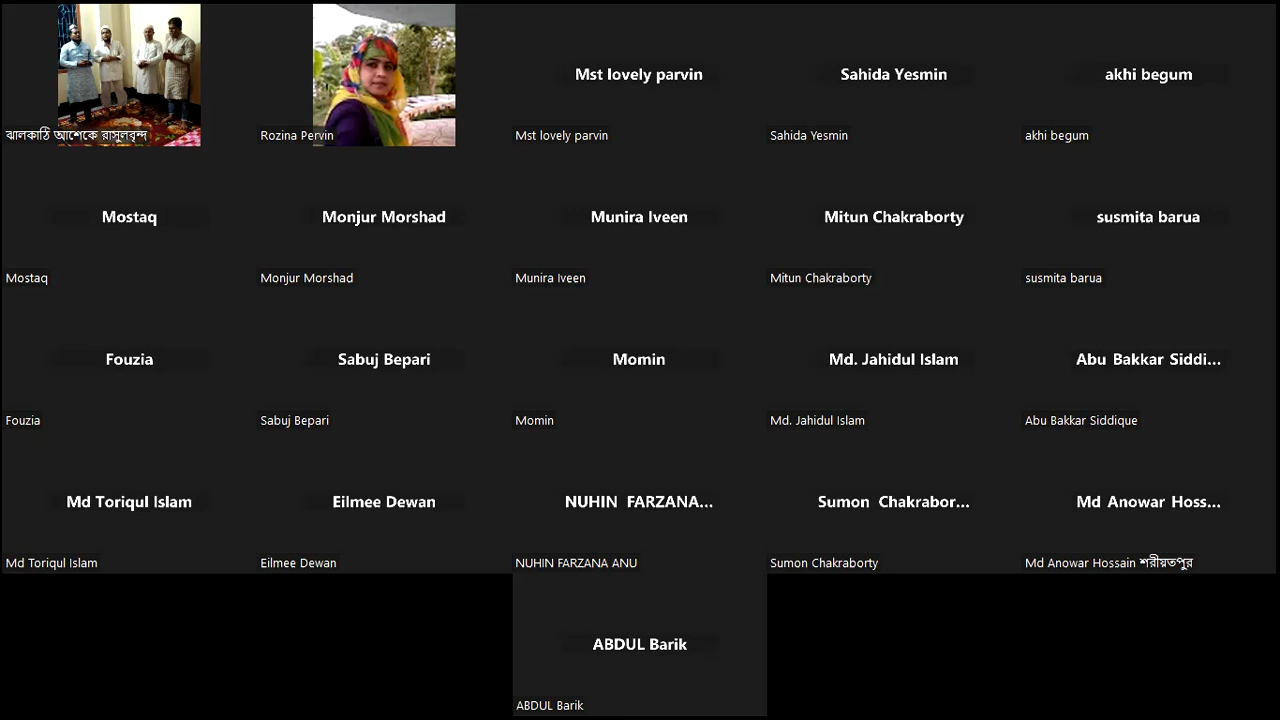 Mst lovely parvin
Sahida Yesmin
akhi begum
ঝালকাঠি আশেকে রাসুলবৃন্দ
Rozina Pervin
Mst lovely parvin
Sahida Yesmin
akhi begum
Mostaq
Monjur Morshad
Munira Iveen
Mitun Chakraborty
susmita barua
Mostaq
Monjur Morshad
Munira Iveen
Mitun Chakraborty
susmita barua
Fouzia
Sabuj Bepari
Momin
Md. Jahidul Islam
Abu Bakkar Siddi...
Fouzia
Sabuj Bepari
Momin
Md. Jahidul Islam
Abu Bakkar Siddique
Md Toriqul Islam
Eilmee Dewan
NUHIN FARZANA...
Sumon Chakrabor...
Md Anowar Hoss...
Md Toriqul Islam
Eilmee Dewan
NUHIN FARZANA ANU
Sumon Chakraborty
Md Anowar Hossain শরীয়তপুর
ABDUL Barik
ABDUL Barik